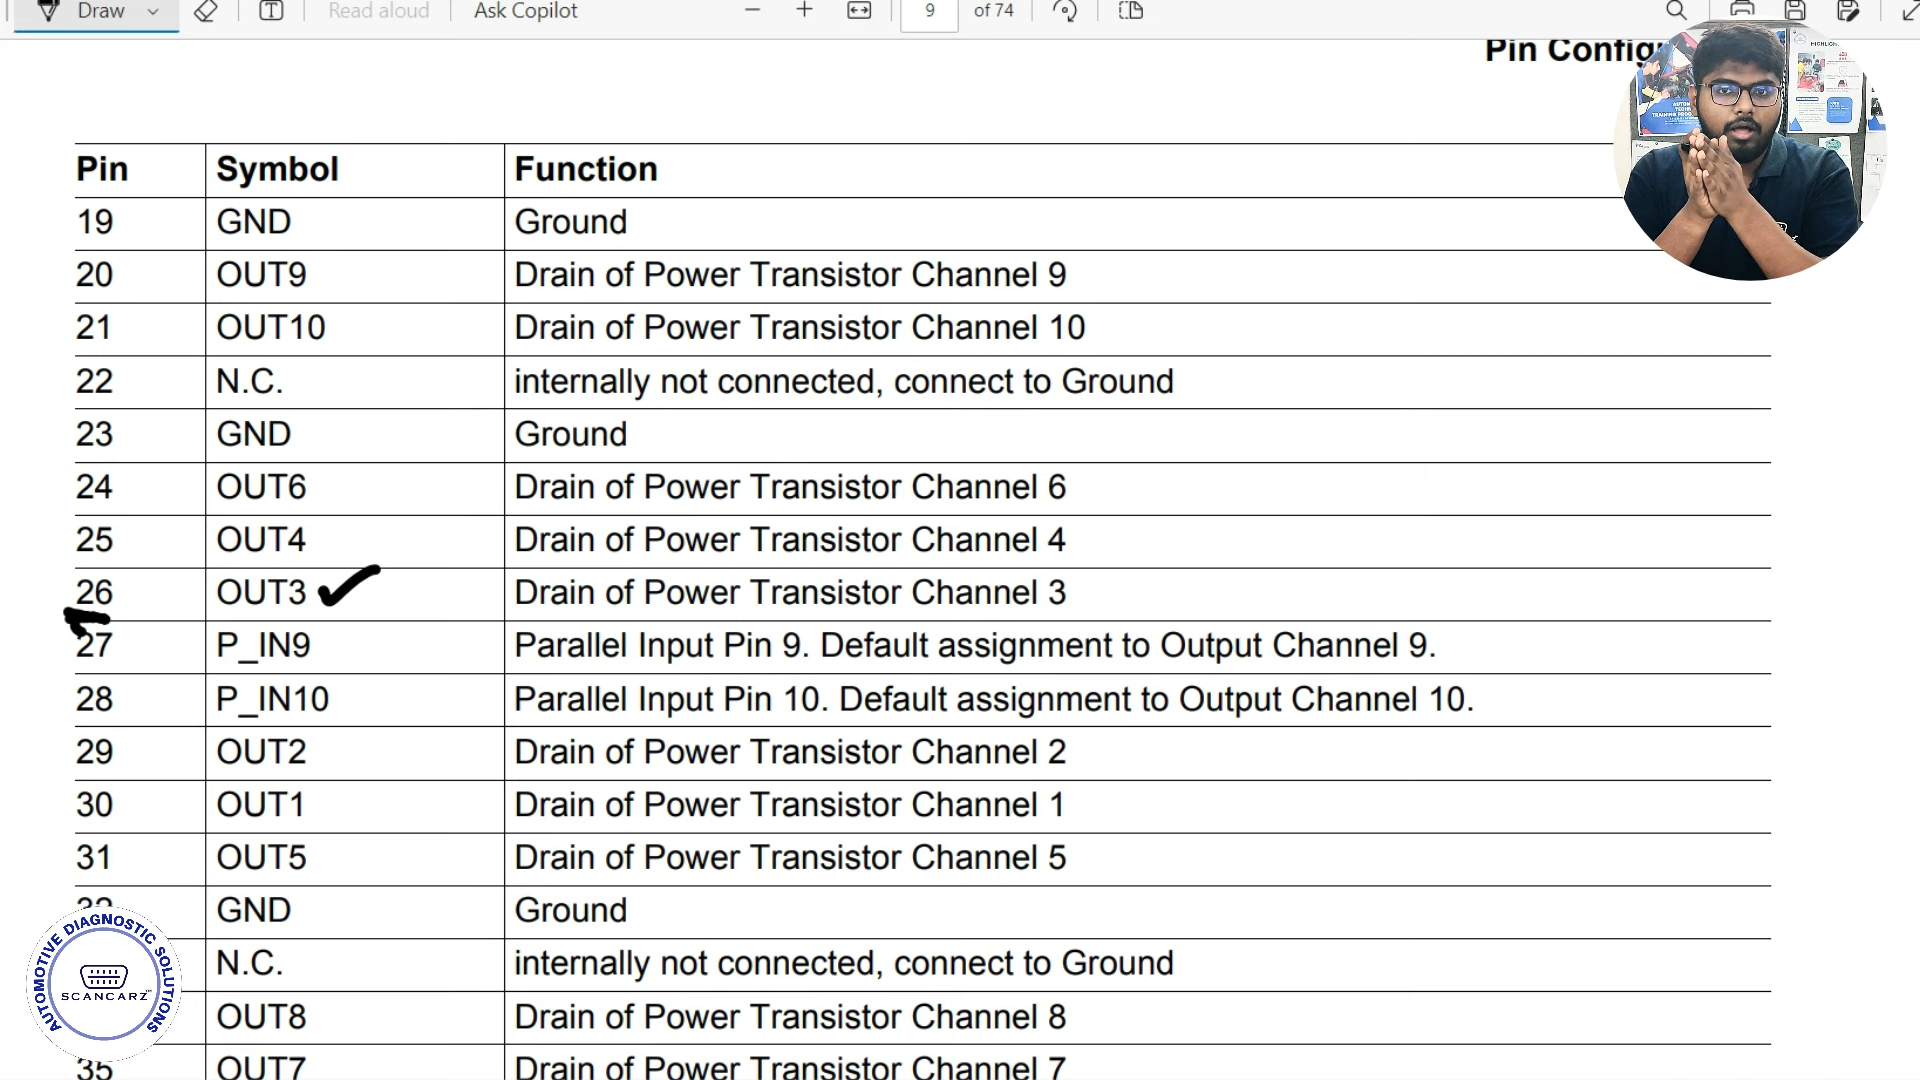 Draw
Read aloud
Ask Copilot
9 of 74
Pin Config
Pin Symbol Function
19 GND Ground
20 OUT9 Drain of Power Transistor Channel 9
21 OUT10 Drain of Power Transistor Channel 10
22 N.C. internally not connected, connect to Ground
23 GND Ground
24 OUT6 Drain of Power Transistor Channel 6
25 OUT4 Drain of Power Transistor Channel 4
26 OUT3 Drain of Power Transistor Channel 3
27 P_IN9 Parallel Input Pin 9. Default assignment to Output Channel 9.
28 P_IN10 Parallel Input Pin 10. Default assignment to Output Channel 10.
29 OUT2 Drain of Power Transistor Channel 2
30 OUT1 Drain of Power Transistor Channel 1
31 OUT5 Drain of Power Transistor Channel 5
32 GND Ground
N.C. internally not connected, connect to Ground
OUT8 Drain of Power Transistor Channel 8
35 OUT7 Drain of Power Transistor Channel 7
AUTOMOTIVE DIAGNOSTIC SOLUTIONS
SCANCARZ™